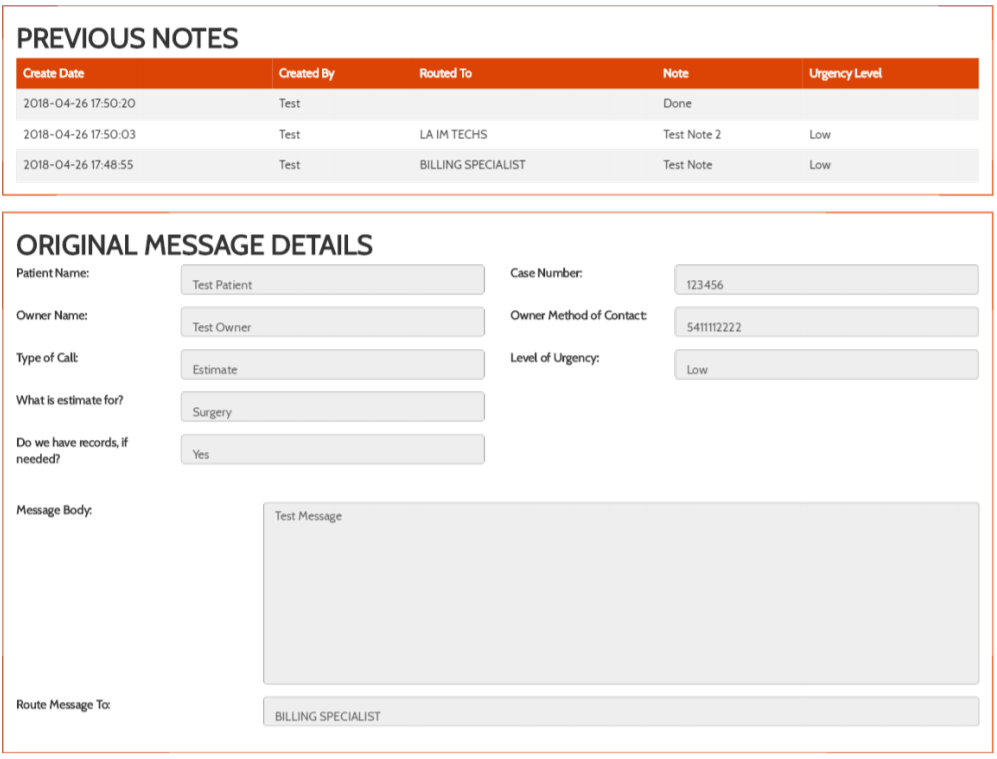 PREVIOUS NOTES
Create Date Created By Routed To Note Urgency Level
2018-04-26 17:50:20 Test Done
2018-04-26 17:50:03 Test LA IM TECHS Test Note 2 Low
2018-04-26 17:48:55 Test BILLING SPECIALIST Test Note Low
ORIGINAL MESSAGE DETAILS
Patient Name: Test Patient Case Number: 123456
Owner Name: Test Owner Owner Method of Contact: 5411112222
Type of Call: Estimate Level of Urgency: Low
What is estimate for? Surgery
Do we have records, if
needed? Yes
Message Body: Test Message
Route Message To: BILLING SPECIALIST